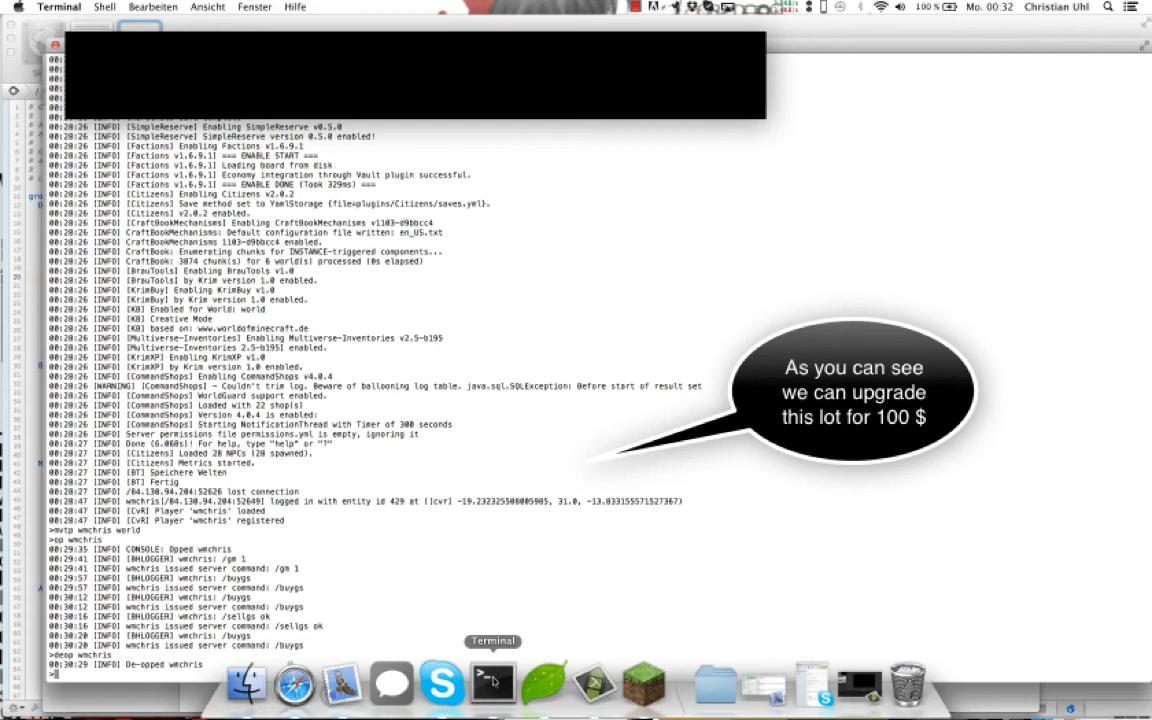 Terminal Shell Bearbeiten Ansicht Fenster Hilfe
100 % Mo. 00:32 Christian Uhl
00:28:26 [INFO] [SimpleReserve] Enabling SimpleReserve v0.5.0
00:28:26 [INFO] [SimpleReserve] SimpleReserve version 0.5.0 enabled!
00:28:26 [INFO] [Factions] Enabling Factions v1.6.9.1
00:28:26 [INFO] [Factions v1.6.9.1] === ENABLE START ===
00:28:26 [INFO] [Factions v1.6.9.1] Loading board from disk
00:28:26 [INFO] [Factions v1.6.9.1] Economy integration through Vault plugin successful.
00:28:26 [INFO] [Factions v1.6.9.1] === ENABLE DONE (Took 329ms) ===
00:28:26 [INFO] [Citizens] Enabling Citizens v2.0.2
00:28:26 [INFO] [Citizens] Save method set to YamlStorage {file=plugins/Citizens/saves.yml}.
00:28:26 [INFO] [Citizens] v2.0.2 enabled.
00:28:26 [INFO] [CraftBookMechanisms] Enabling CraftBookMechanisms v1103-d9bbcc4
00:28:26 [INFO] CraftBookMechanisms: Default configuration file written: en_US.txt
00:28:26 [INFO] CraftBookMechanisms 1103-d9bbcc4 enabled.
00:28:26 [INFO] CraftBook: Enumerating chunks for INSTANCE-triggered components...
00:28:26 [INFO] CraftBook: 3874 chunk(s) for 6 world(s) processed (0s elapsed)
00:28:26 [INFO] [BrauTools] Enabling BrauTools v1.0
00:28:26 [INFO] [BrauTools] by Krim version 1.0 enabled.
00:28:26 [INFO] [KrimBuy] Enabling KrimBuy v1.0
00:28:26 [INFO] [KrimBuy] by Krim version 1.0 enabled.
00:28:26 [INFO] [KB] Enabled for World: world
00:28:26 [INFO] [KB] Creative Mode
00:28:26 [INFO] [KB] based on: www.worldofminecraft.de
00:28:26 [INFO] [Multiverse-Inventories] Enabling Multiverse-Inventories v2.5-b195
00:28:26 [INFO] [Multiverse-Inventories 2.5-b195] enabled.
00:28:26 [INFO] [KrimXP] Enabling KrimXP v1.0
00:28:26 [INFO] [KrimXP] by Krim version 1.0 enabled.
00:28:26 [INFO] [CommandShops] Enabling CommandShops v4.0.4
00:28:26 [WARNING] [CommandShops] - Couldn't trim log. Beware of ballooning log table. java.sql.SQLException: Before start of result set
00:28:26 [INFO] [CommandShops] WorldGuard support enabled.
00:28:26 [INFO] [CommandShops] Loaded with 22 shop(s)
00:28:26 [INFO] [CommandShops] Version 4.0.4 is enabled:
00:28:26 [INFO] [CommandShops] Starting NotificationThread with Timer of 300 seconds
00:28:26 [INFO] Server permissions file permissions.yml is empty, ignoring it
00:28:27 [INFO] Done (6.068s)! For help, type "help" or "?"
00:28:27 [INFO] [Citizens] Loaded 28 NPCs (28 spawned).
00:28:27 [INFO] [Citizens] Metrics started.
00:28:27 [INFO] [BT] Speichere Welten
00:28:27 [INFO] [BT] Fertig
00:28:44 [INFO] /84.130.94.204:52626 lost connection
00:28:47 [INFO] wmchris[/84.130.94.204:52649] logged in with entity id 429 at ([cvr] -19.232325508005985, 31.0, -13.833155571527367)
00:28:47 [INFO] [CvR] Player 'wmchris' loaded
00:28:47 [INFO] [CvR] Player 'wmchris' registered
>mvtp wmchris world
>op wmchris
00:29:35 [INFO] CONSOLE: Opped wmchris
00:29:41 [INFO] [BHLOGGER] wmchris: /gm 1
00:29:41 [INFO] wmchris issued server command: /gm 1
00:29:57 [INFO] [BHLOGGER] wmchris: /buygs
00:29:57 [INFO] wmchris issued server command: /buygs
00:30:12 [INFO] [BHLOGGER] wmchris: /buygs
00:30:12 [INFO] wmchris issued server command: /buygs
00:30:16 [INFO] [BHLOGGER] wmchris: /sellgs ok
00:30:16 [INFO] wmchris issued server command: /sellgs ok
00:30:20 [INFO] [BHLOGGER] wmchris: /buygs
00:30:20 [INFO] wmchris issued server command: /buygs
>deop wmchris
00:30:29 [INFO] De-opped wmchris
>
As you can see
we can upgrade
this lot for 100 $
Terminal